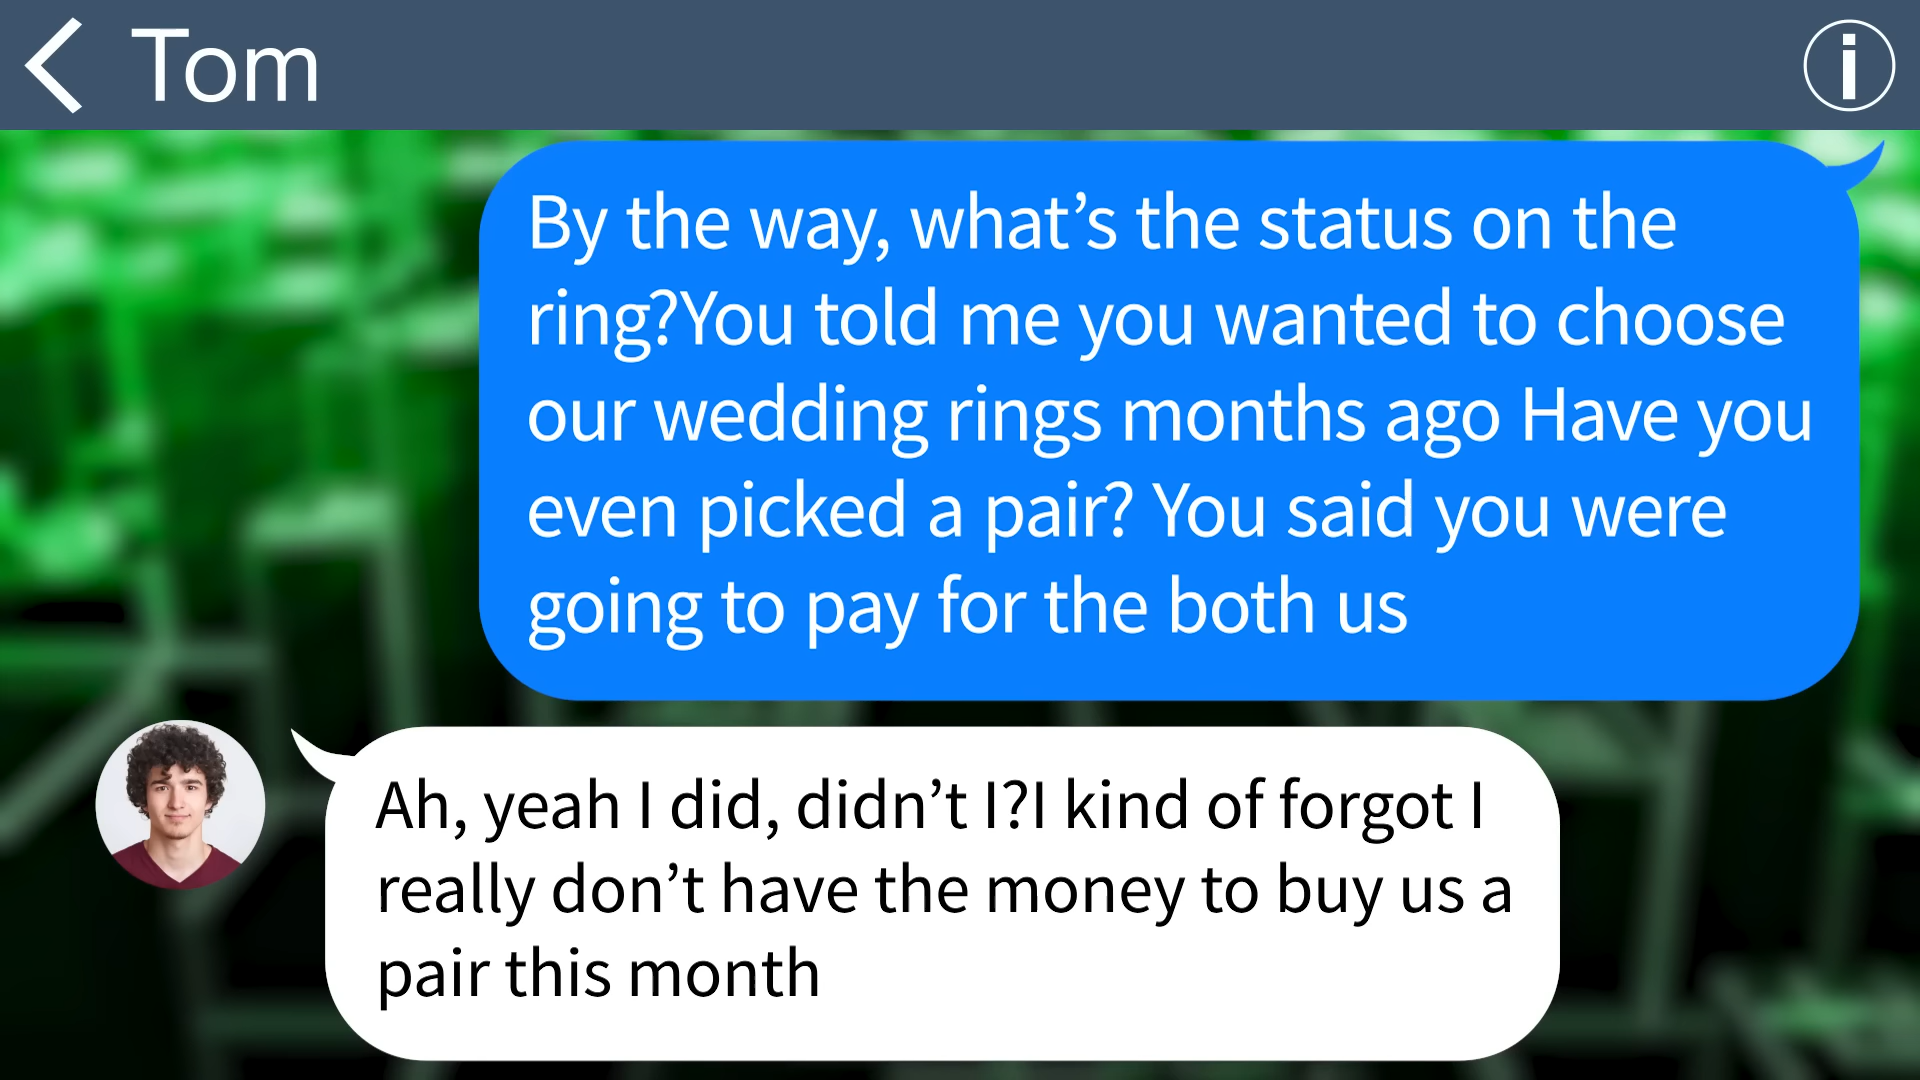 Tom
i
By the way, what’s the status on the
ring?You told me you wanted to choose
our wedding rings months ago Have you
even picked a pair? You said you were
going to pay for the both us
Ah, yeah I did, didn’t I?I kind of forgot I
really don’t have the money to buy us a
pair this month